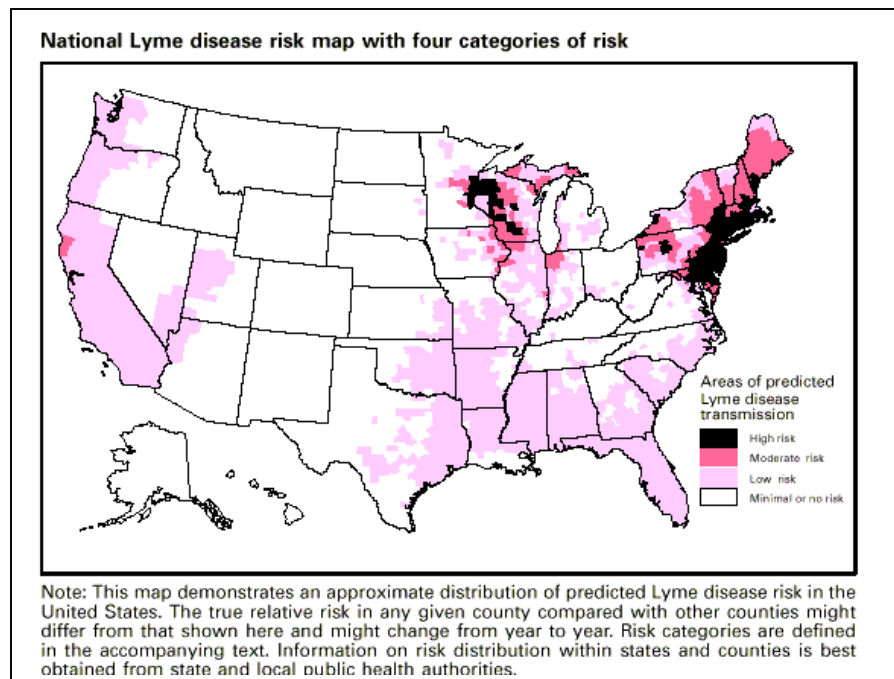 National Lyme disease risk map with four categories of risk
Areas of predicted
Lyme disease
transmission
High risk
Moderate risk
Low risk
Minimal or no risk
Note: This map demonstrates an approximate distribution of predicted Lyme disease risk in the
United States. The true relative risk in any given county compared with other counties might
differ from that shown here and might change from year to year. Risk categories are defined
in the accompanying text. Information on risk distribution within states and counties is best
obtained from state and local public health authorities.